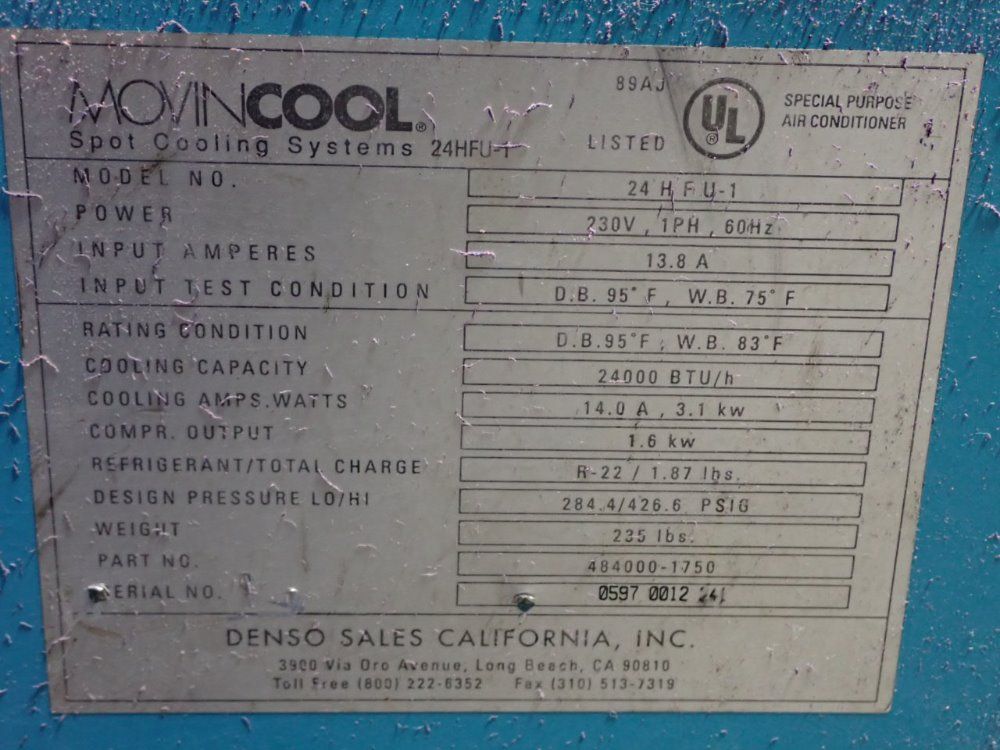 MOVINCOOL®
Spot Cooling Systems 24HFU-1
89AJ
LISTED
UL ®
SPECIAL PURPOSE
AIR CONDITIONER
MODEL NO. 24HFU-1
POWER 230V, 1PH, 60Hz
INPUT AMPERES 13.8 A
INPUT TEST CONDITION D.B. 95°F, W.B. 75°F
RATING CONDITION D.B.95°F, W.B. 83°F
COOLING CAPACITY 24000 BTU/h
COOLING AMPS.WATTS 14.0 A, 3.1 kw
COMPR. OUTPUT 1.6 kw
REFRIGERANT/TOTAL CHARGE R-22 / 1.87 lbs.
DESIGN PRESSURE LO/HI 284.4/426.6 PSIG
WEIGHT 235 lbs.
PART NO. 484000-1750
SERIAL NO. 0597 0012
DENSO SALES CALIFORNIA, INC.
3900 Via Oro Avenue, Long Beach, CA 90810
Toll Free (800) 222-6352 Fax (310) 513-7319